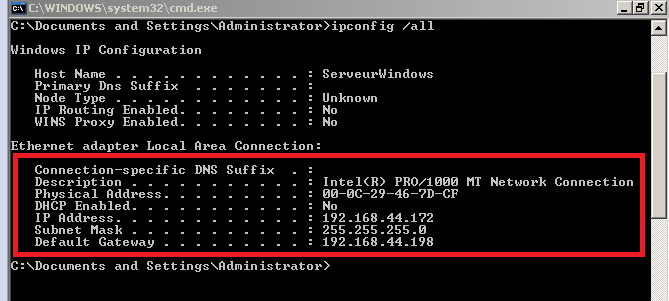 C:\WINDOWS\system32\cmd.exe
C:\Documents and Settings\Administrator>ipconfig /all
Windows IP Configuration
Host Name . . . . . . . . . . . . : ServeurWindows
Primary Dns Suffix . . . . . . . :
Node Type . . . . . . . . . . . . : Unknown
IP Routing Enabled. . . . . . . . : No
WINS Proxy Enabled. . . . . . . . : No
Ethernet adapter Local Area Connection:
Connection-specific DNS Suffix . :
Description . . . . . . . . . . . : Intel(R) PRO/1000 MT Network Connection
Physical Address. . . . . . . . . : 00-0C-29-46-7D-CF
DHCP Enabled. . . . . . . . . . . : No
IP Address. . . . . . . . . . . . : 192.168.44.172
Subnet Mask . . . . . . . . . . . : 255.255.255.0
Default Gateway . . . . . . . . . : 192.168.44.198
C:\Documents and Settings\Administrator>